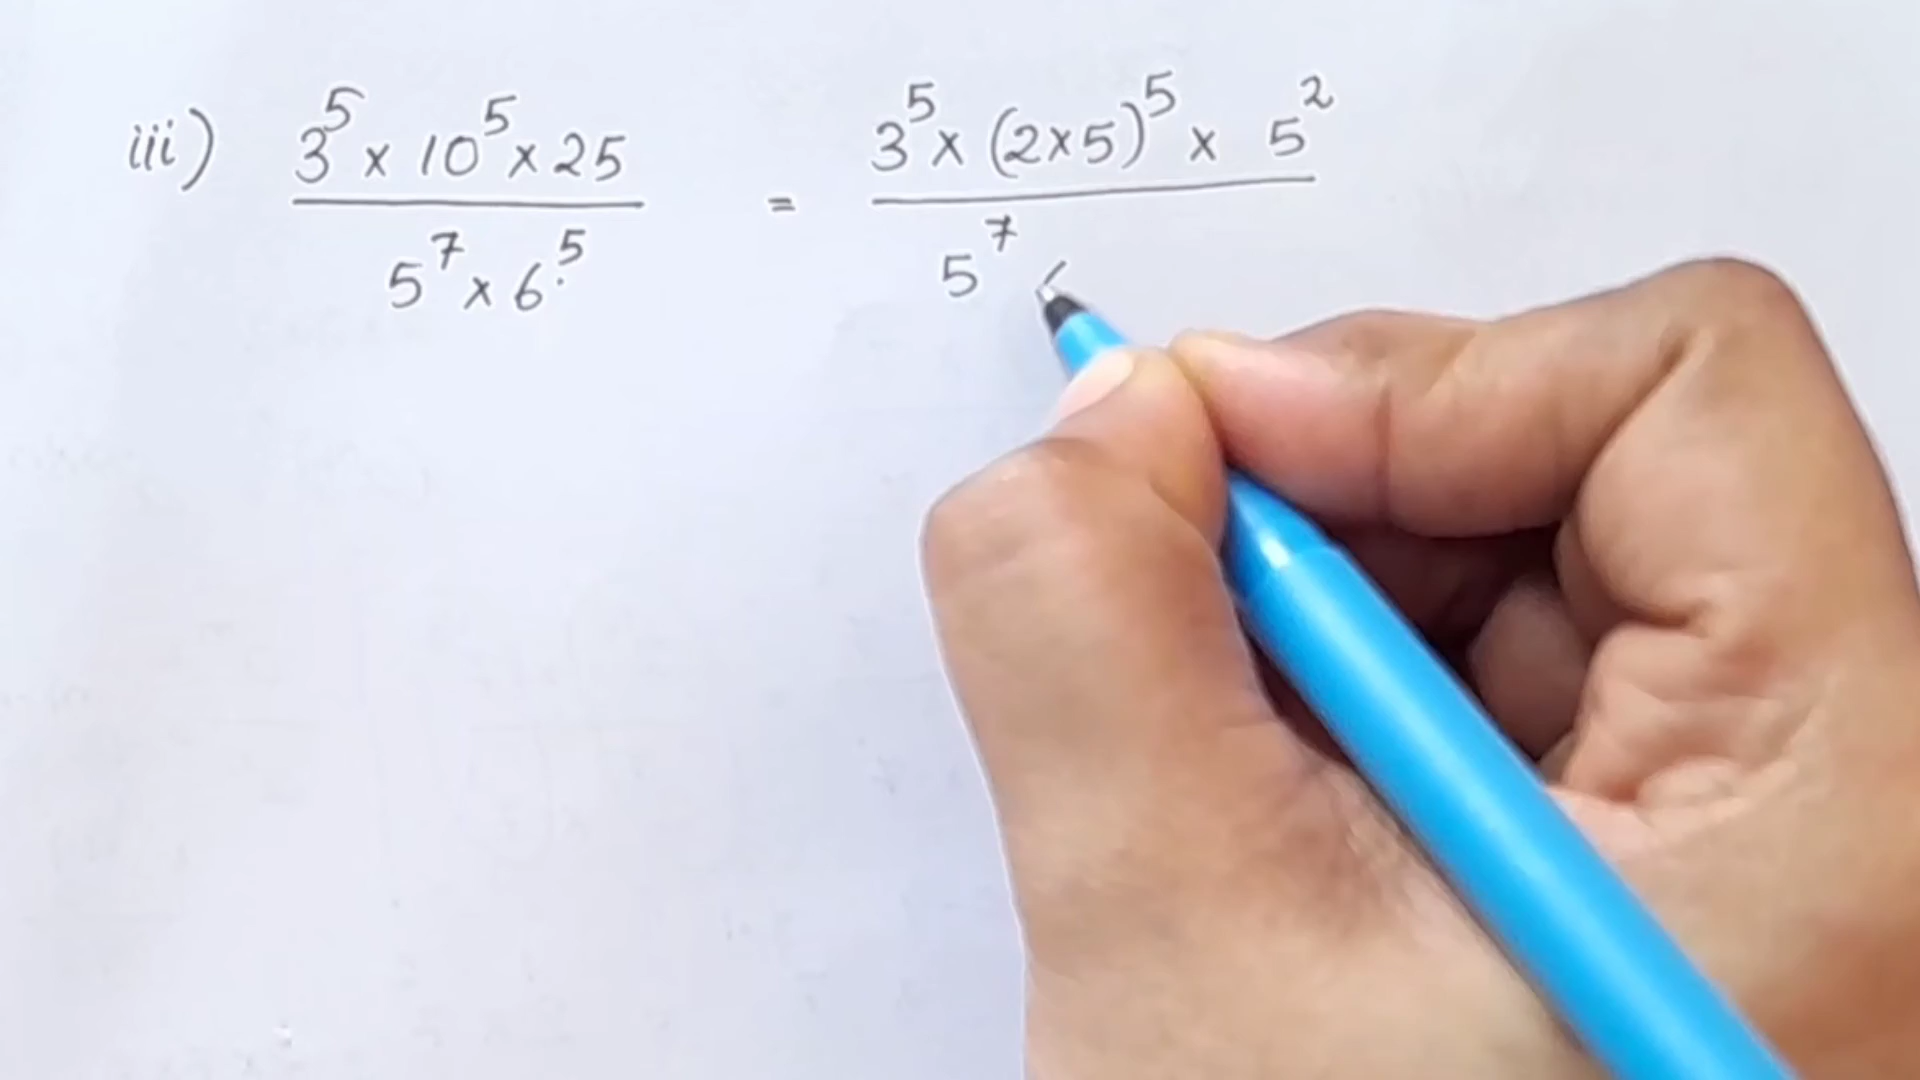 iii) 3⁵ × 10⁵ × 25 = 3⁵ × (2×5)⁵ × 5²
5⁷ × 6⁵ 5⁷